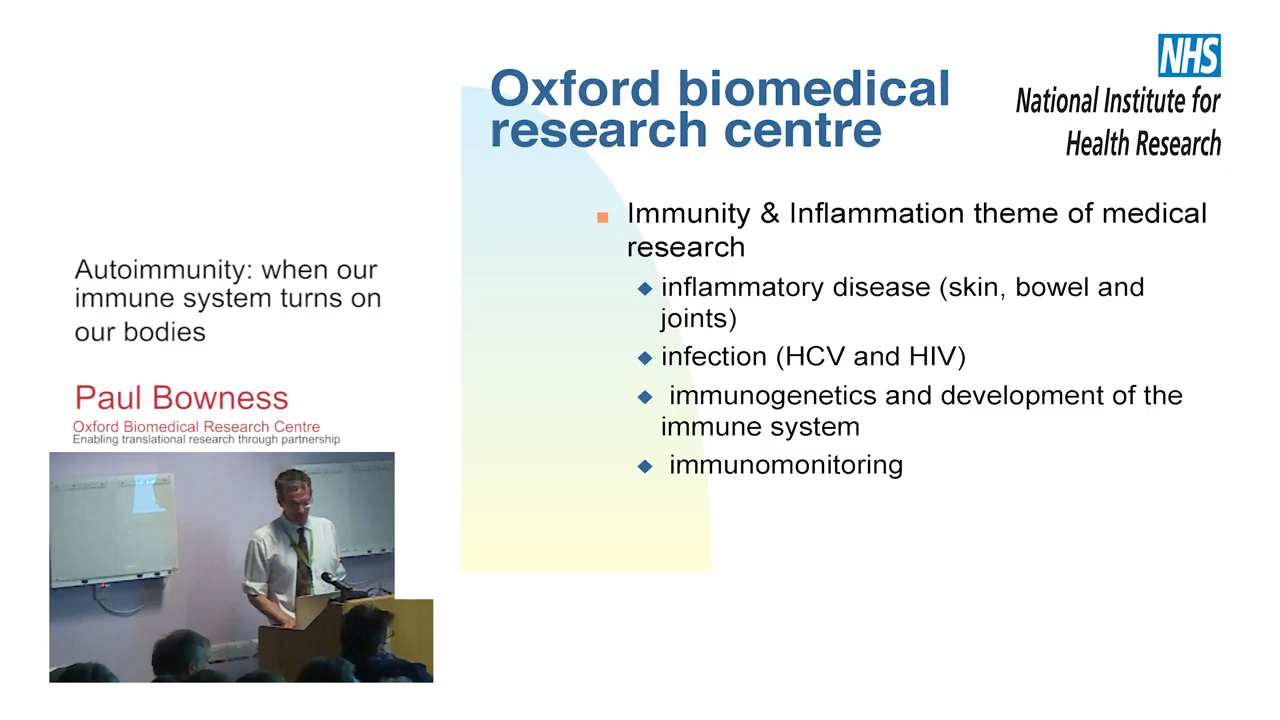 Oxford biomedical
research centre
NHS
National Institute for
Health Research
Immunity & Inflammation theme of medical
research
inflammatory disease (skin, bowel and
joints)
infection (HCV and HIV)
immunogenetics and development of the
immune system
immunomonitoring
Autoimmunity: when our
immune system turns on
our bodies
Paul Bowness
Oxford Biomedical Research Centre
Enabling translational research through partnership